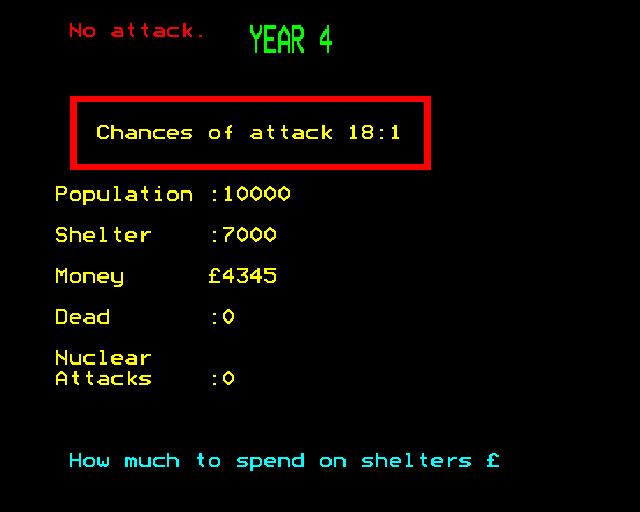 No attack.
YEAR 4
Chances of attack 18:1
Population :10000
Shelter :7000
Money £4345
Dead :0
Nuclear
Attacks :0
How much to spend on shelters £